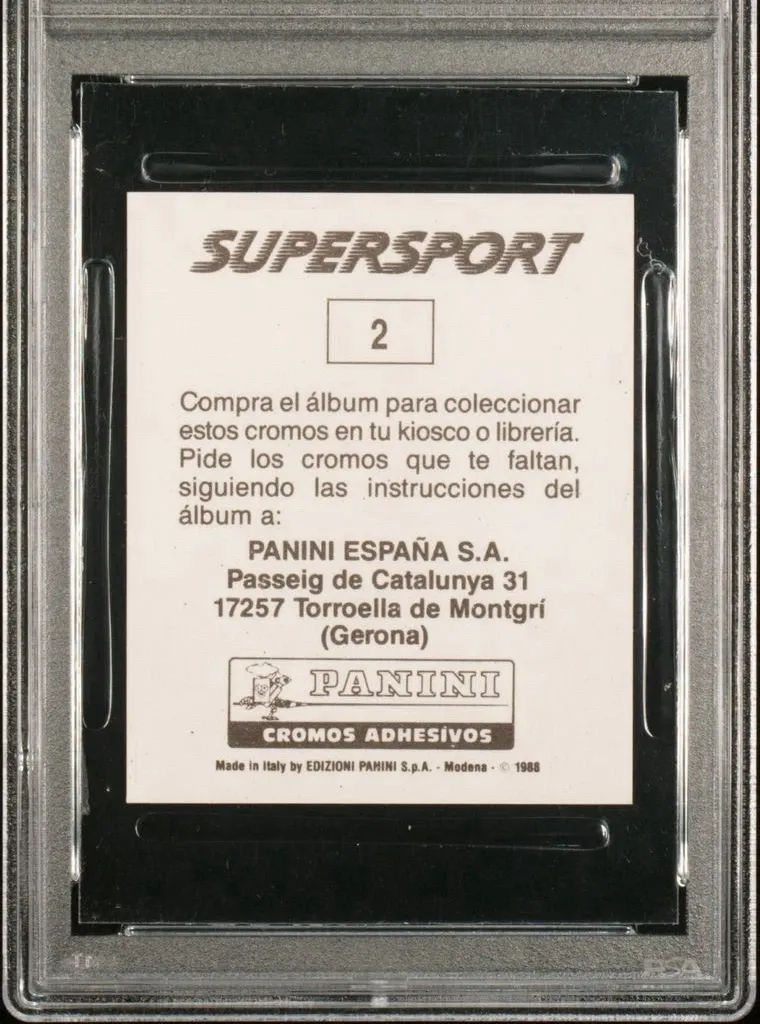 SUPERSPORT
2
Compra el álbum para coleccionar
estos cromos en tu kiosco o librería.
Pide los cromos que te faltan,
siguiendo las instrucciones del
álbum a:
PANINI ESPAÑA S.A.
Passeig de Catalunya 31
17257 Torroella de Montgrí
(Gerona)
PANINI
CROMOS ADHESIVOS
Made in Italy by EDIZIONI PANINI S.p.A. - Modena - © 1988
PSA